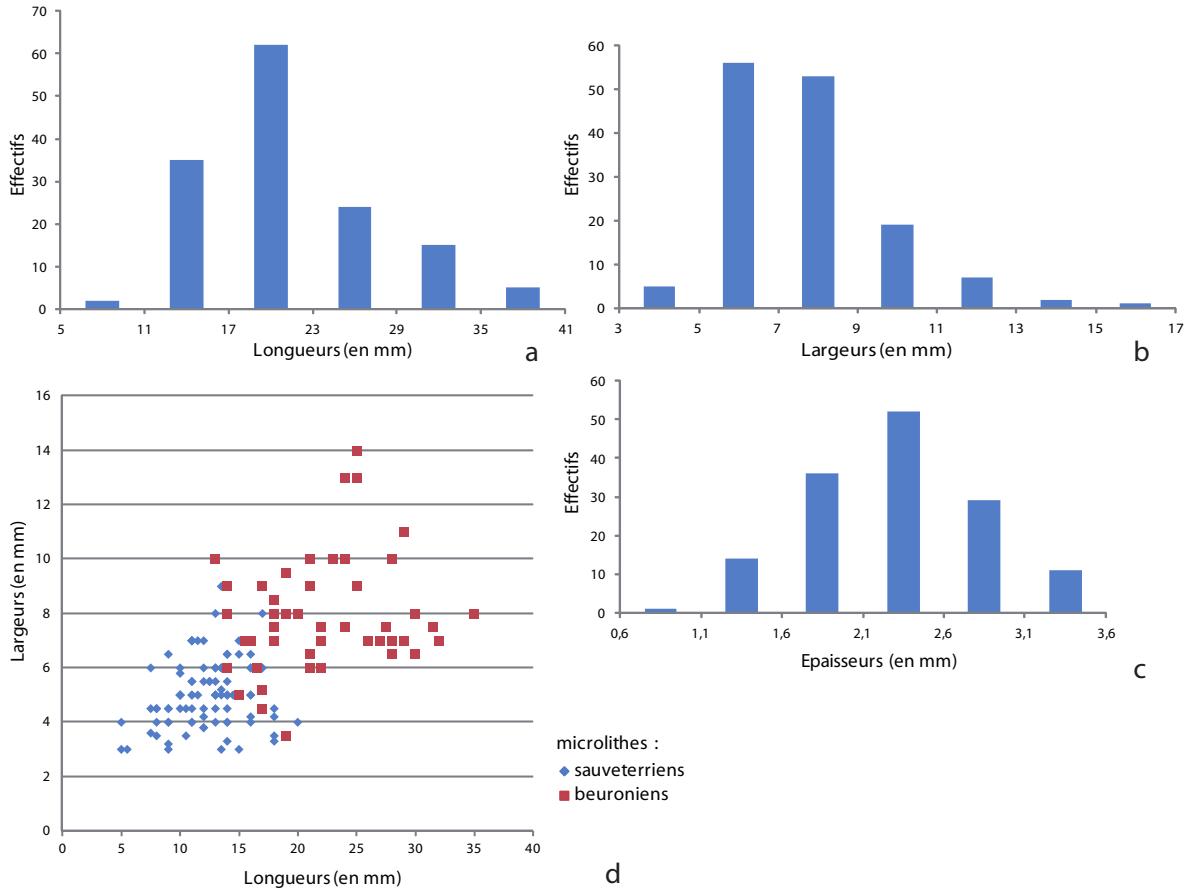 70
60
50
40
30
20
10
0
Effectifs
5 11 17 23 29 35 41
Longueurs (en mm)
a
60
50
40
30
20
10
0
Effectifs
3 5 7 9 11 13 15 17
Largeurs (en mm)
b
16
14
12
10
8
6
4
2
0
Largeurs (en mm)
0 5 10 15 20 25 30 35 40
Longueurs (en mm)
d
60
50
40
30
20
10
0
Effectifs
0,6 1,1 1,6 2,1 2,6 3,1 3,6
Epaisseurs (en mm)
c
microlithes :
sauveterriens
beuroniens